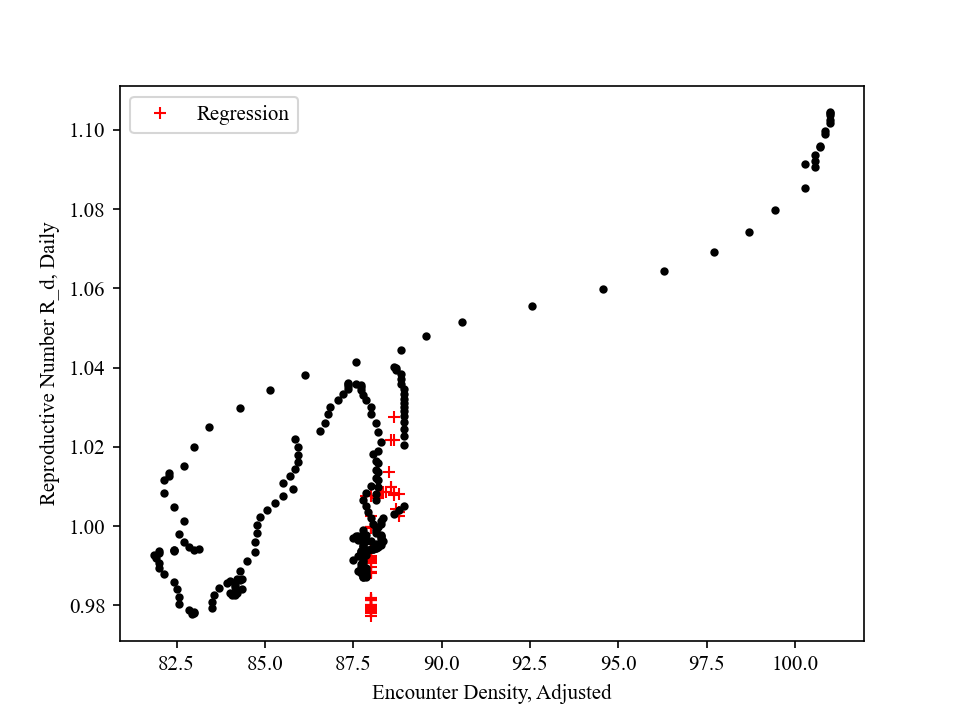 Regression
1.10
1.08
1.06
1.04
1.02
1.00
0.98
Reproductive Number R_d, Daily
82.5 85.0 87.5 90.0 92.5 95.0 97.5 100.0
Encounter Density, Adjusted